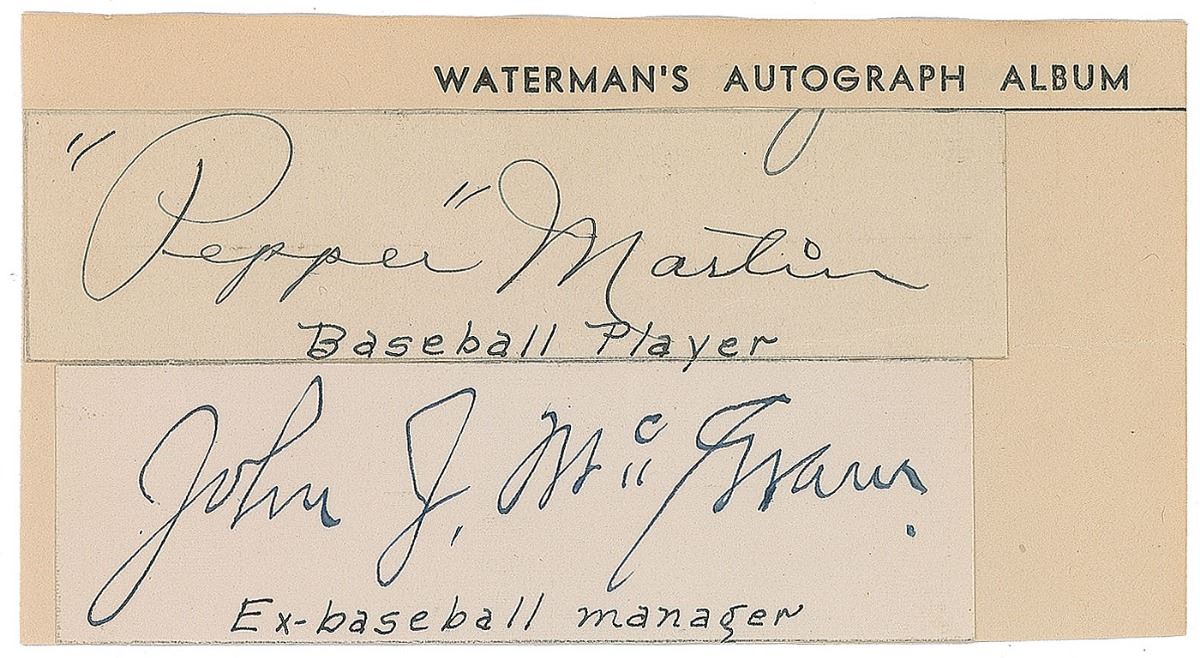 WATERMAN'S AUTOGRAPH ALBUM
"Pepper" Martin
Baseball Player
John J. McGraw.
Ex-baseball manager